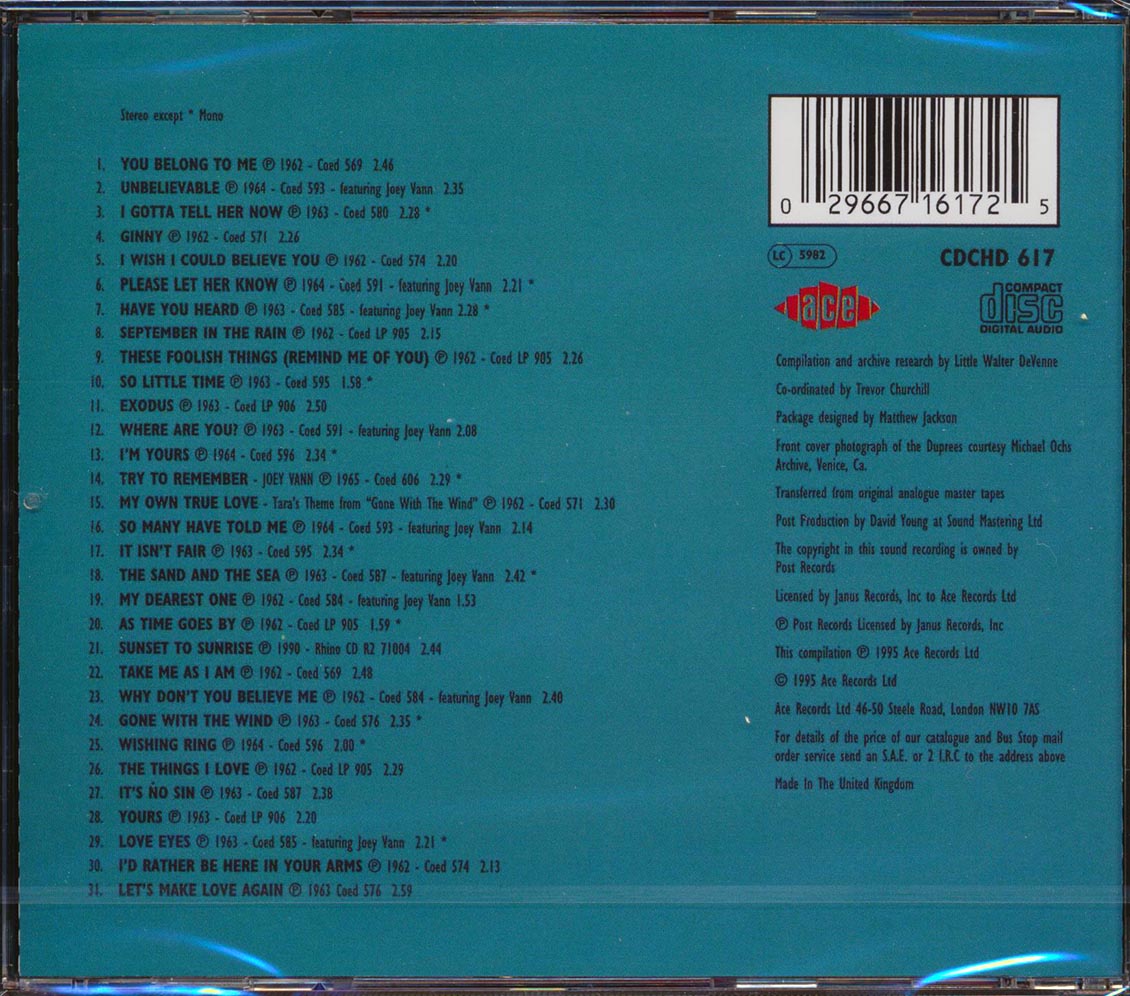 Stereo except * Mono
1. YOU BELONG TO ME ℗ 1962 - Coed 569 2.46
2. UNBELIEVABLE ℗ 1964 - Coed 593 - featuring Joey Vann 2.35
3. I GOTTA TELL HER NOW ℗ 1963 - Coed 580 2.28 *
4. GINNY ℗ 1962 - Coed 571 2.26
5. I WISH I COULD BELIEVE YOU ℗ 1962 - Coed 574 2.20
6. PLEASE LET HER KNOW ℗ 1964 - Coed 591 - featuring Joey Vann 2.21 *
7. HAVE YOU HEARD ℗ 1963 - Coed 585 - featuring Joey Vann 2.28 *
8. SEPTEMBER IN THE RAIN ℗ 1962 - Coed LP 905 2.15
9. THESE FOOLISH THINGS (REMIND ME OF YOU) ℗ 1962 - Coed LP 905 2.26
10. SO LITTLE TIME ℗ 1963 - Coed 595 1.58 *
11. EXODUS ℗ 1963 - Coed LP 906 2.50
12. WHERE ARE YOU? ℗ 1963 - Coed 591 - featuring Joey Vann 2.08
13. I'M YOURS ℗ 1964 - Coed 596 2.34 *
14. TRY TO REMEMBER - JOEY VANN ℗ 1965 - Coed 606 2.29 *
15. MY OWN TRUE LOVE - Tara's Theme from "Gone With The Wind" ℗ 1962 - Coed 571 2.30
16. SO MANY HAVE TOLD ME ℗ 1964 - Coed 593 - featuring Joey Vann 2.14
17. IT ISN'T FAIR ℗ 1963 - Coed 595 2.34 *
18. THE SAND AND THE SEA ℗ 1963 - Coed 587 - featuring Joey Vann 2.42 *
19. MY DEAREST ONE ℗ 1962 - Coed 584 - featuring Joey Vann 1.53
20. AS TIME GOES BY ℗ 1962 - Coed LP 905 1.59 *
21. SUNSET TO SUNRISE ℗ 1990 - Rhino CD R2 71004 2.44
22. TAKE ME AS I AM ℗ 1962 - Coed 569 2.48
23. WHY DON'T YOU BELIEVE ME ℗ 1962 - Coed 584 - featuring Joey Vann 2.40
24. GONE WITH THE WIND ℗ 1963 - Coed 576 2.35 *
25. WISHING RING ℗ 1964 - Coed 596 2.00 *
26. THE THINGS I LOVE ℗ 1962 - Coed LP 905 2.29
27. IT'S NO SIN ℗ 1963 - Coed 587 2.38
28. YOURS ℗ 1963 - Coed LP 906 2.20
29. LOVE EYES ℗ 1963 - Coed 585 - featuring Joey Vann 2.21 *
30. I'D RATHER BE HERE IN YOUR ARMS ℗ 1962 - Coed 574 2.13
31. LET'S MAKE LOVE AGAIN ℗ 1963 Coed 576 2.59
0 29667 16172 5
LC 5982 CDCHD 617
ace
COMPACT
disc
DIGITAL AUDIO
Compilation and archive research by Little Walter DeVenne
Co-ordinated by Trevor Churchill
Package designed by Matthew Jackson
Front cover photograph of the Duprees courtesy Michael Ochs
Archive, Venice, Ca.
Transferred from original analogue master tapes
Post Production by David Young at Sound Mastering Ltd
The copyright in this sound recording is owned by
Post Records
Licensed by Janus Records, Inc to Ace Records Ltd
℗ Post Records Licensed by Janus Records, Inc
This compilation ℗ 1995 Ace Records Ltd
© 1995 Ace Records Ltd
Ace Records Ltd 46-50 Steele Road, London NW10 7AS
For details of the price of our catalogue and Bus Stop mail
order service send an S.A.E. or 2 I.R.C to the address above
Made In The United Kingdom